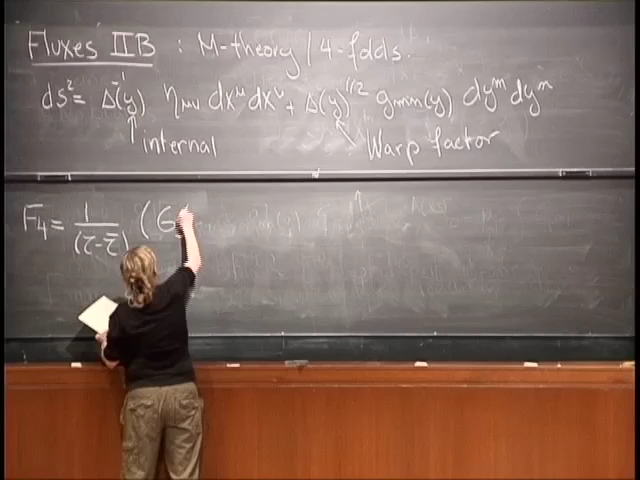 Fluxes IIB : M-theory / 4-folds.
ds² = Δ⁻¹(y) ημν dx^μ dx^ν + Δ(y)^1/2 gmn(y) dy^m dy^n
internal Warp factor
F₄ = 1/(τ-τ̄) (G